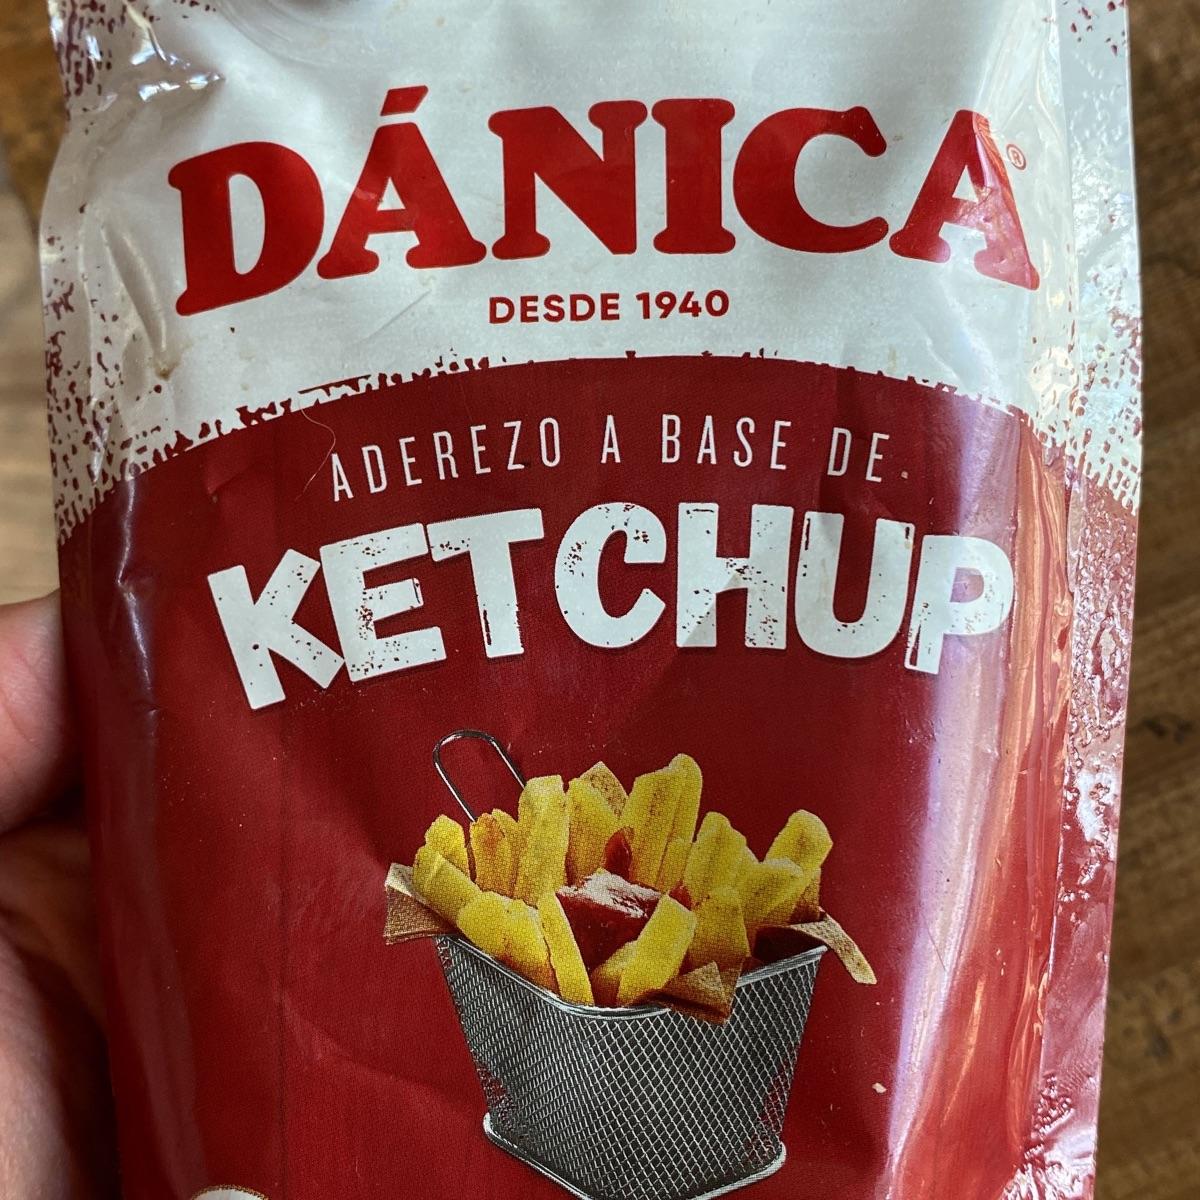 DÁNICA®
DESDE 1940
ADEREZO A BASE DE
KETCHUP